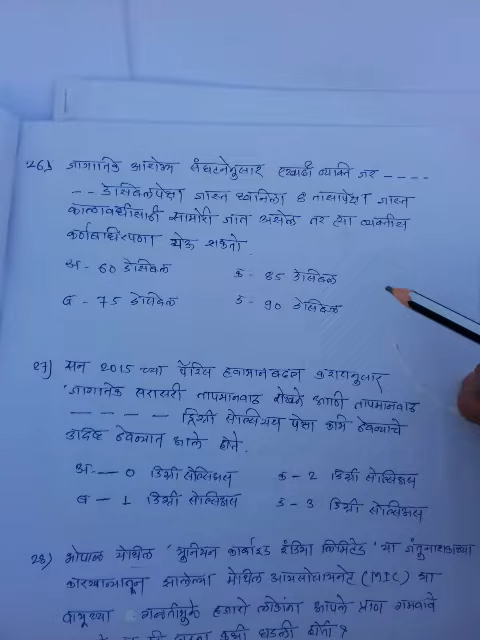 26) जागतिक आरोग्य संघटनेनुसार एखादी व्यक्ती जर ----
-- डेसिबलपेक्षा जास्त ध्वनिला 8 तासापेक्षा जास्त
कालावधीसाठी सामोरी जात असेल तर त्या व्यक्तीस
कर्णबधिरपणा येऊ शकतो.
अ - 60 डेसिबल
क - 85 डेसिबल
ब - 75 डेसिबल
ड - 90 डेसिबल
27) सन 2015 च्या पॅरिस हवामानबदल करारानुसार
जागतिक सरासरी तापमानवाढ रोखणे आणि तापमानवाढ
---- डिग्री सेल्सिअस पेक्षा कमी ठेवण्याचे
उद्दिष्ट ठेवण्यात आले होते.
अ - 0 डिग्री सेल्सिअस
क - 2 डिग्री सेल्सिअस
ब - 1 डिग्री सेल्सिअस
ड - 3 डिग्री सेल्सिअस
28) भोपाळ येथील 'युनियन कार्बाइड इंडिया लिमिटेड' या जंतुनाशकाच्या
कारखान्यातून झालेल्या मेथील आयसोसायनेट (MIC) या
वायूच्या गळतीमुळे हजारो लोकांना आपले प्राण गमवावे